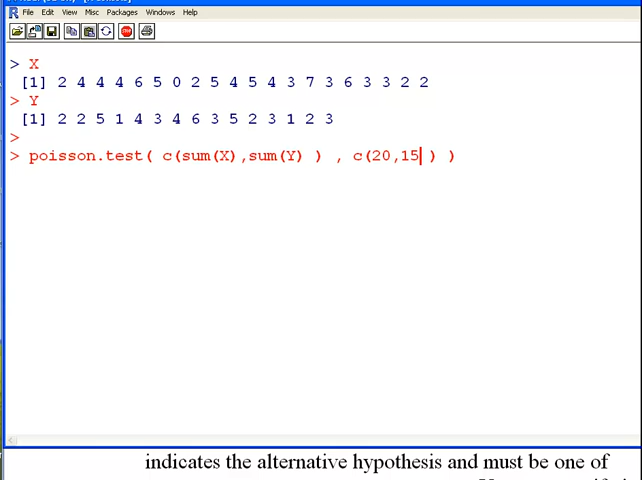 File Edit View Misc Packages Windows Help
STOP
> X
[1] 2 4 4 4 6 5 0 2 5 4 5 4 3 7 3 6 3 3 2 2
> Y
[1] 2 2 5 1 4 3 4 6 3 5 2 3 1 2 3
>
> poisson.test( c(sum(X),sum(Y) ) , c(20,15 ) )
indicates the alternative hypothesis and must be one of